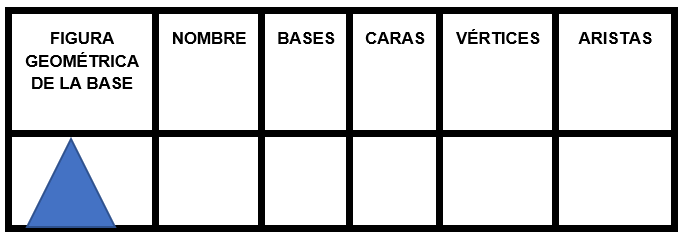 FIGURA
GEOMÉTRICA
DE LA BASE
NOMBRE
BASES
CARAS
VÉRTICES
ARISTAS